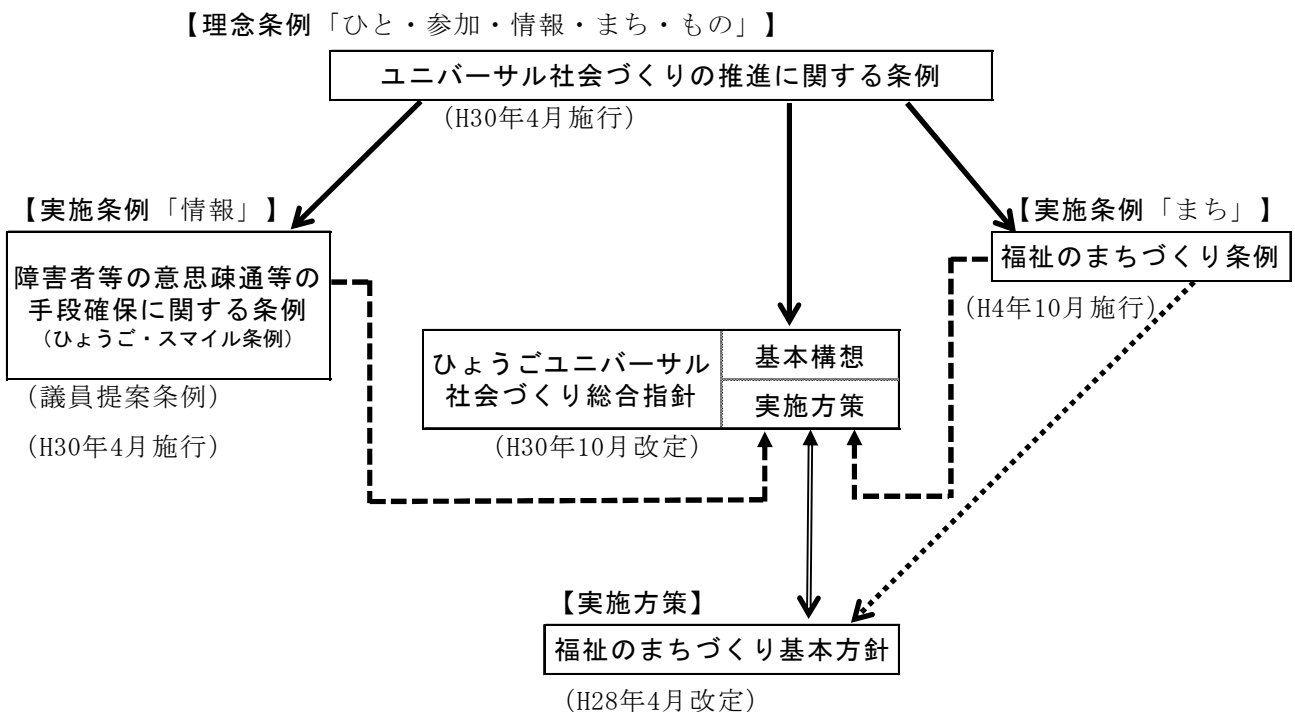 【理念条例「ひと・参加・情報・まち・もの」】
ユニバーサル社会づくりの推進に関する条例
(H30年4月施行)
【実施条例「情報」】
障害者等の意思疎通等の
手段確保に関する条例
(ひょうご・スマイル条例)
(議員提案条例)
(H30年4月施行)
【実施条例「まち」】
福祉のまちづくり条例
(H4年10月施行)
ひょうごユニバーサル
社会づくり総合指針
基本構想
実施方策
(H30年10月改定)
【実施方策】
福祉のまちづくり基本方針
(H28年4月改定)